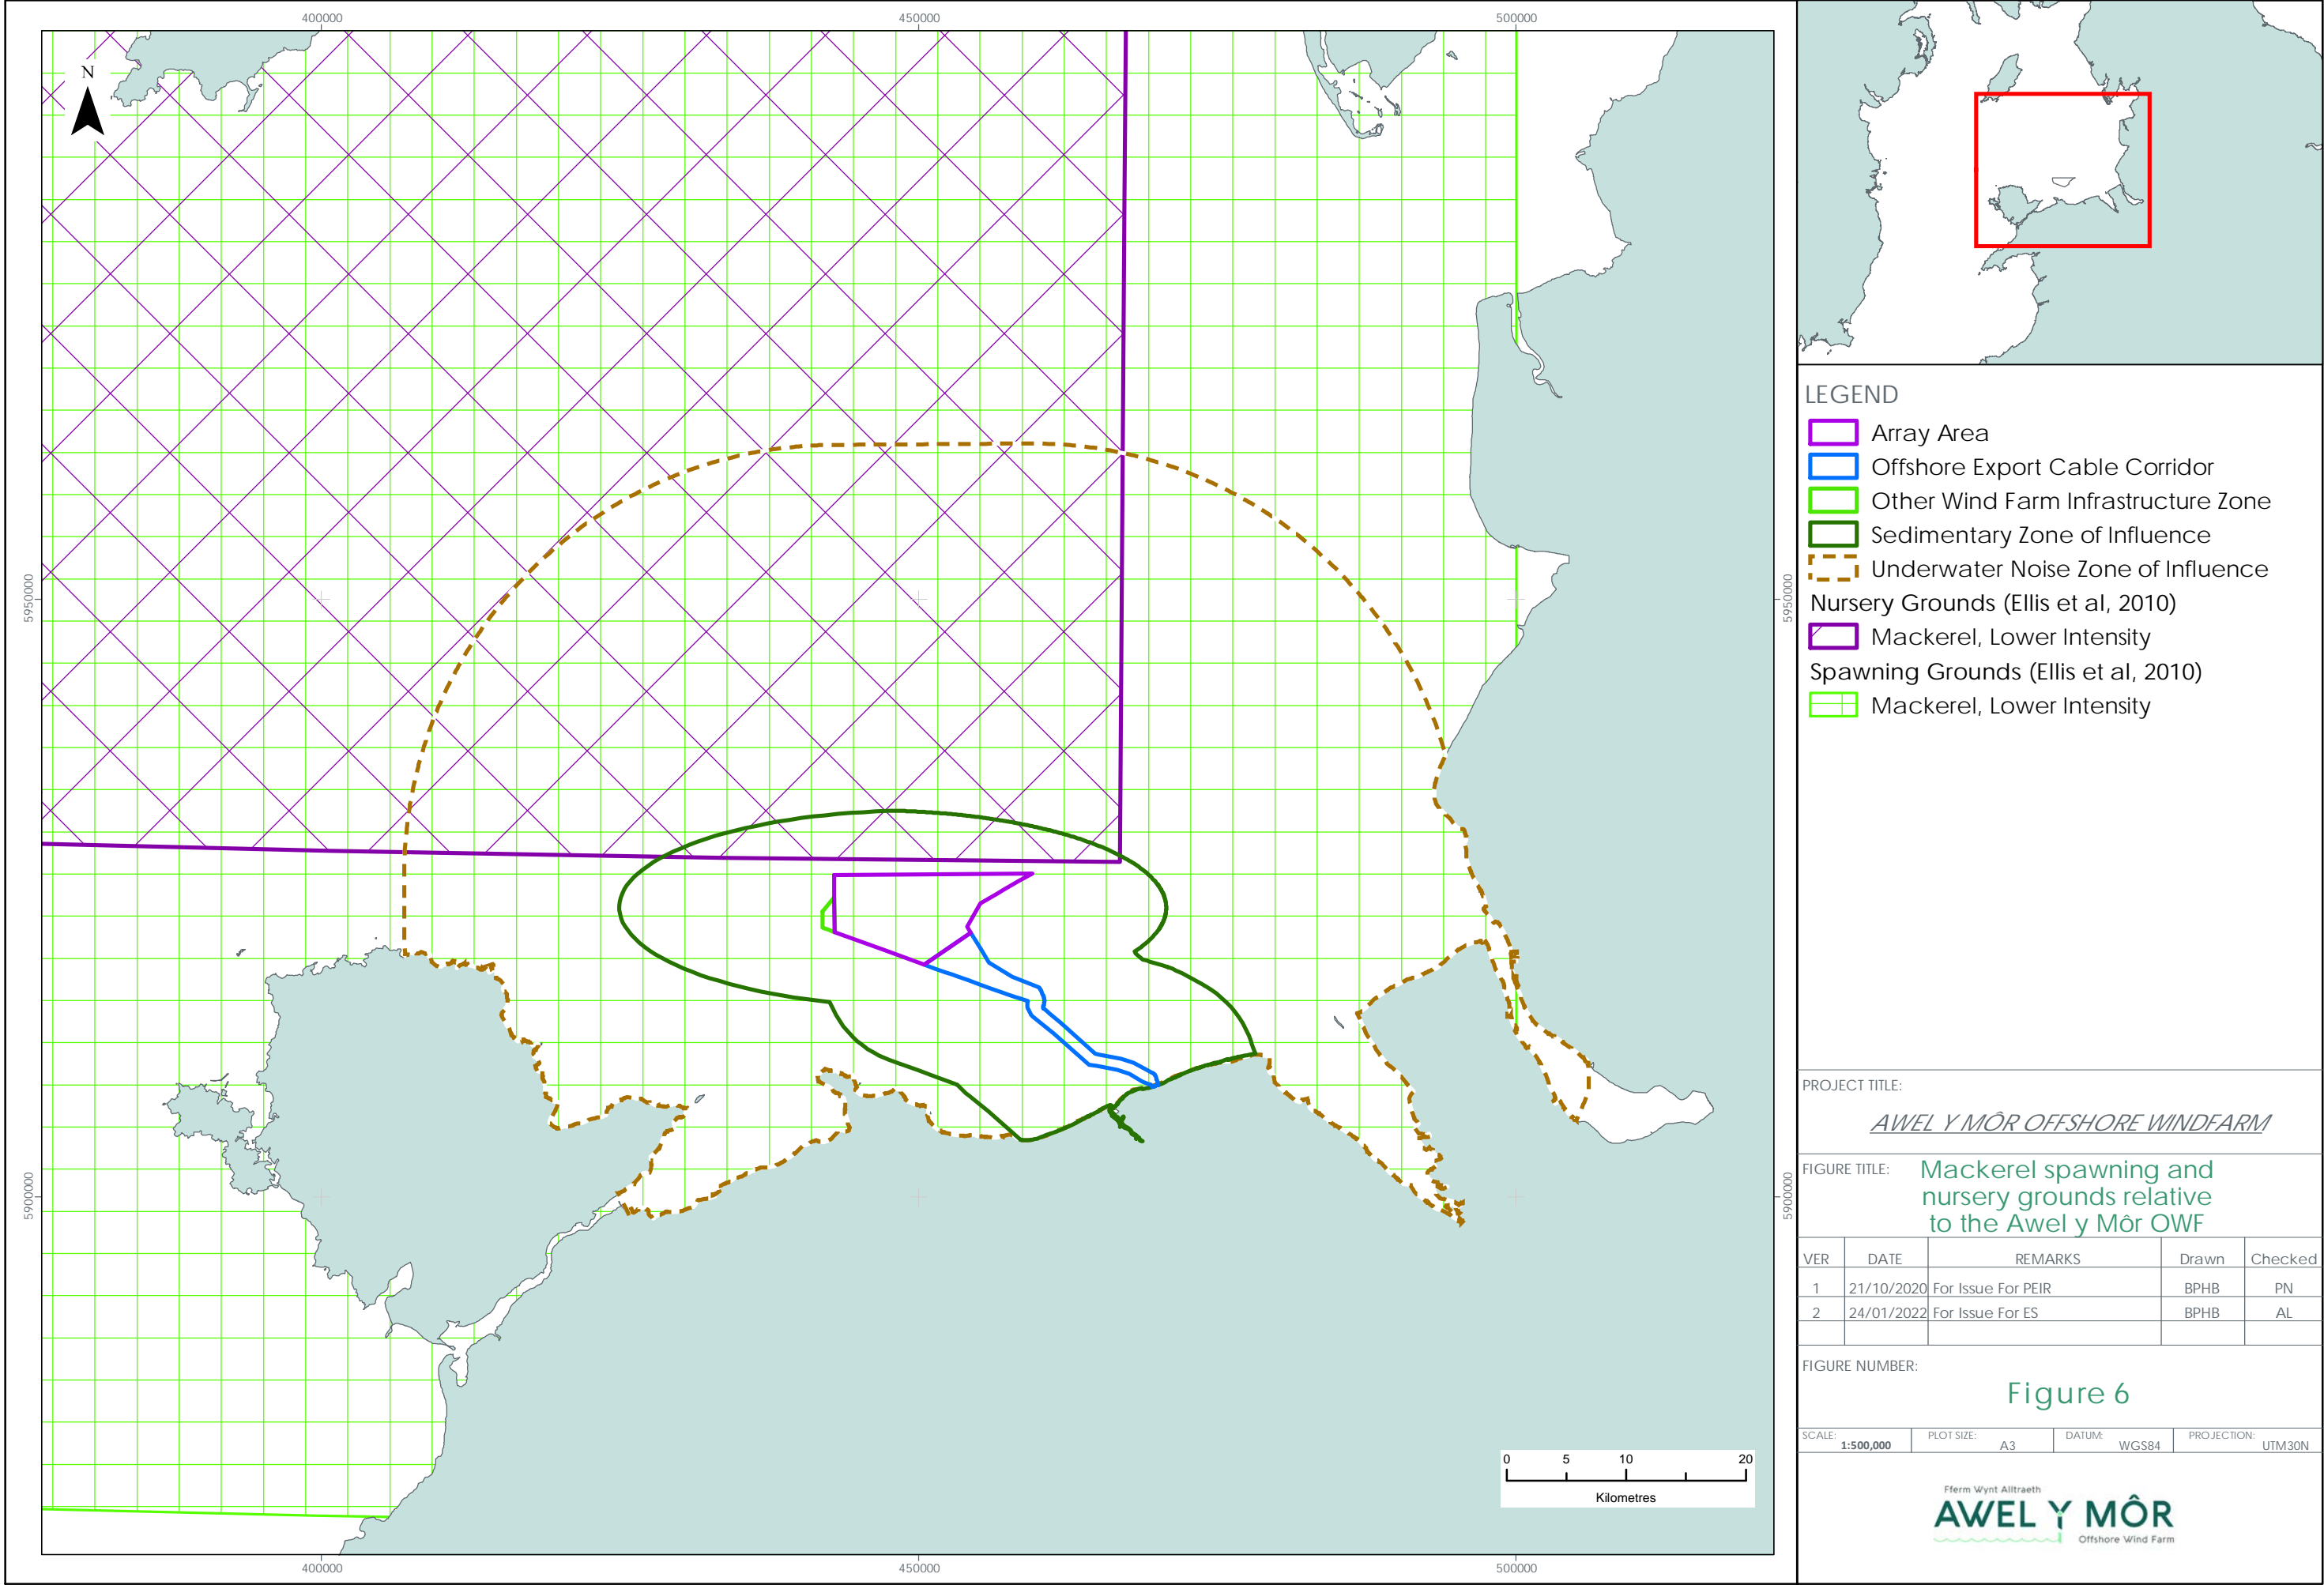 400000
450000
500000
N
5950000
5950000
5900000
5900000
0 5 10 20
Kilometres
400000
450000
500000
LEGEND
Array Area
Offshore Export Cable Corridor
Other Wind Farm Infrastructure Zone
Sedimentary Zone of Influence
Underwater Noise Zone of Influence
Nursery Grounds (Ellis et al, 2010)
Mackerel, Lower Intensity
Spawning Grounds (Ellis et al, 2010)
Mackerel, Lower Intensity
PROJECT TITLE:
AWEL Y MÔR OFFSHORE WINDFARM
FIGURE TITLE:
Mackerel spawning and
nursery grounds relative
to the Awel y Môr OWF
VER DATE REMARKS Drawn Checked
1 21/10/2020 For Issue For PEIR BPHB PN
2 24/01/2022 For Issue For ES BPHB AL
FIGURE NUMBER:
Figure 6
SCALE: 1:500,000 PLOT SIZE: A3 DATUM: WGS84 PROJECTION: UTM30N
Fferm Wynt Alltraeth
AWEL Y MÔR
Offshore Wind Farm